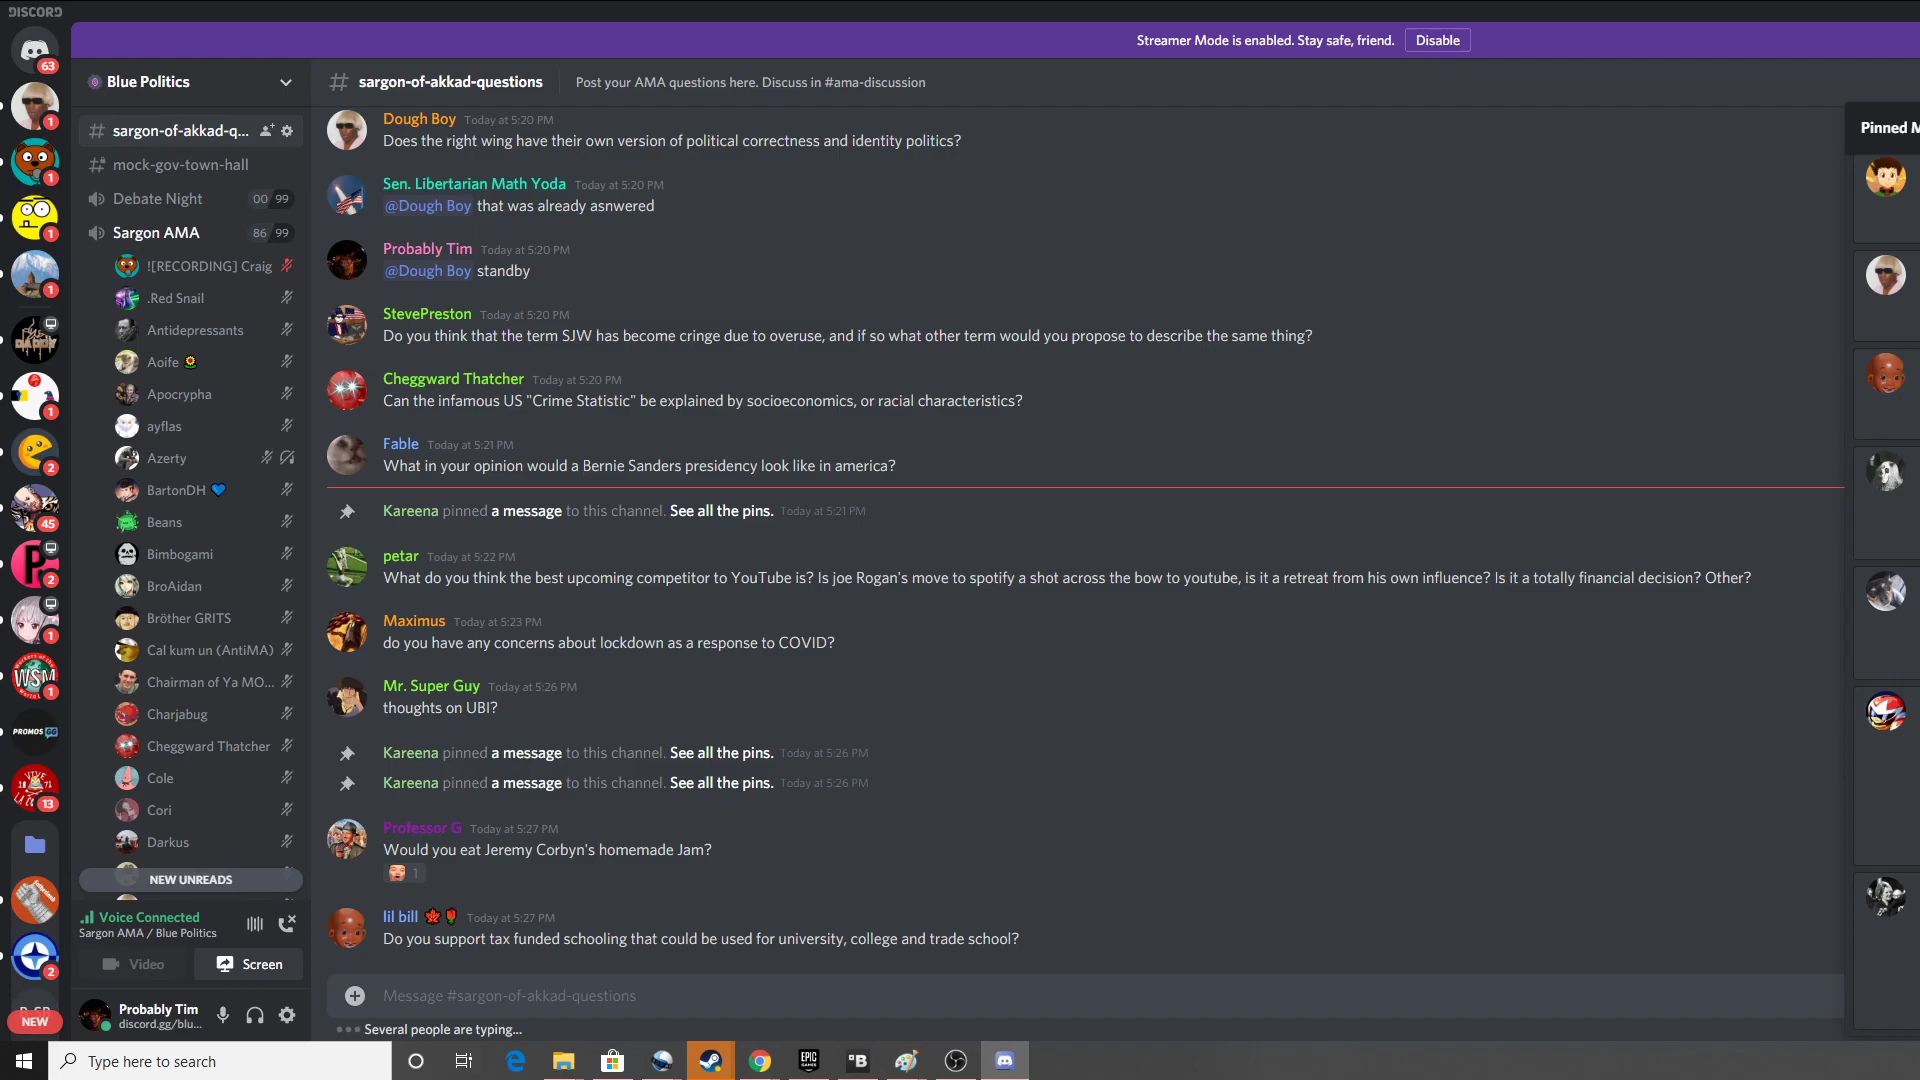 DISCORD
Streamer Mode is enabled. Stay safe, friend.
Disable
63
1
1
1
1
1
2
45
2
1
WSM
1
PROMOS GG
13
2
NEW
Blue Politics
sargon-of-akkad-q...
mock-gov-town-hall
Debate Night 00 99
Sargon AMA 86 99
![RECORDING] Craig
.Red Snail
Antidepressants
Aoife
Apocrypha
ayflas
Azerty
BartonDH
Beans
Bimbogami
BroAidan
Bröther GRITS
Cal kum un (AntiMA)
Chairman of Ya MO...
Charjabug
Cheggward Thatcher
Cole
Cori
Darkus
NEW UNREADS
Voice Connected
Sargon AMA / Blue Politics
Video
Screen
Probably Tim
discord.gg/blu...
# sargon-of-akkad-questions
Post your AMA questions here. Discuss in #ama-discussion
Dough Boy Today at 5:20 PM
Does the right wing have their own version of political correctness and identity politics?
Sen. Libertarian Math Yoda Today at 5:20 PM
@Dough Boy that was already asnwered
Probably Tim Today at 5:20 PM
@Dough Boy standby
StevePreston Today at 5:20 PM
Do you think that the term SJW has become cringe due to overuse, and if so what other term would you propose to describe the same thing?
Cheggward Thatcher Today at 5:20 PM
Can the infamous US "Crime Statistic" be explained by socioeconomics, or racial characteristics?
Fable Today at 5:21 PM
What in your opinion would a Bernie Sanders presidency look like in america?
Kareena pinned a message to this channel. See all the pins. Today at 5:21 PM
petar Today at 5:22 PM
What do you think the best upcoming competitor to YouTube is? Is joe Rogan's move to spotify a shot across the bow to youtube, is it a retreat from his own influence? Is it a totally financial decision? Other?
Maximus Today at 5:23 PM
do you have any concerns about lockdown as a response to COVID?
Mr. Super Guy Today at 5:26 PM
thoughts on UBI?
Kareena pinned a message to this channel. See all the pins. Today at 5:26 PM
Kareena pinned a message to this channel. See all the pins. Today at 5:26 PM
Professor G Today at 5:27 PM
Would you eat Jeremy Corbyn's homemade Jam?
1
lil bill Today at 5:27 PM
Do you support tax funded schooling that could be used for university, college and trade school?
Message #sargon-of-akkad-questions
Several people are typing...
Pinned M
Type here to search
EPIC GAMES
B